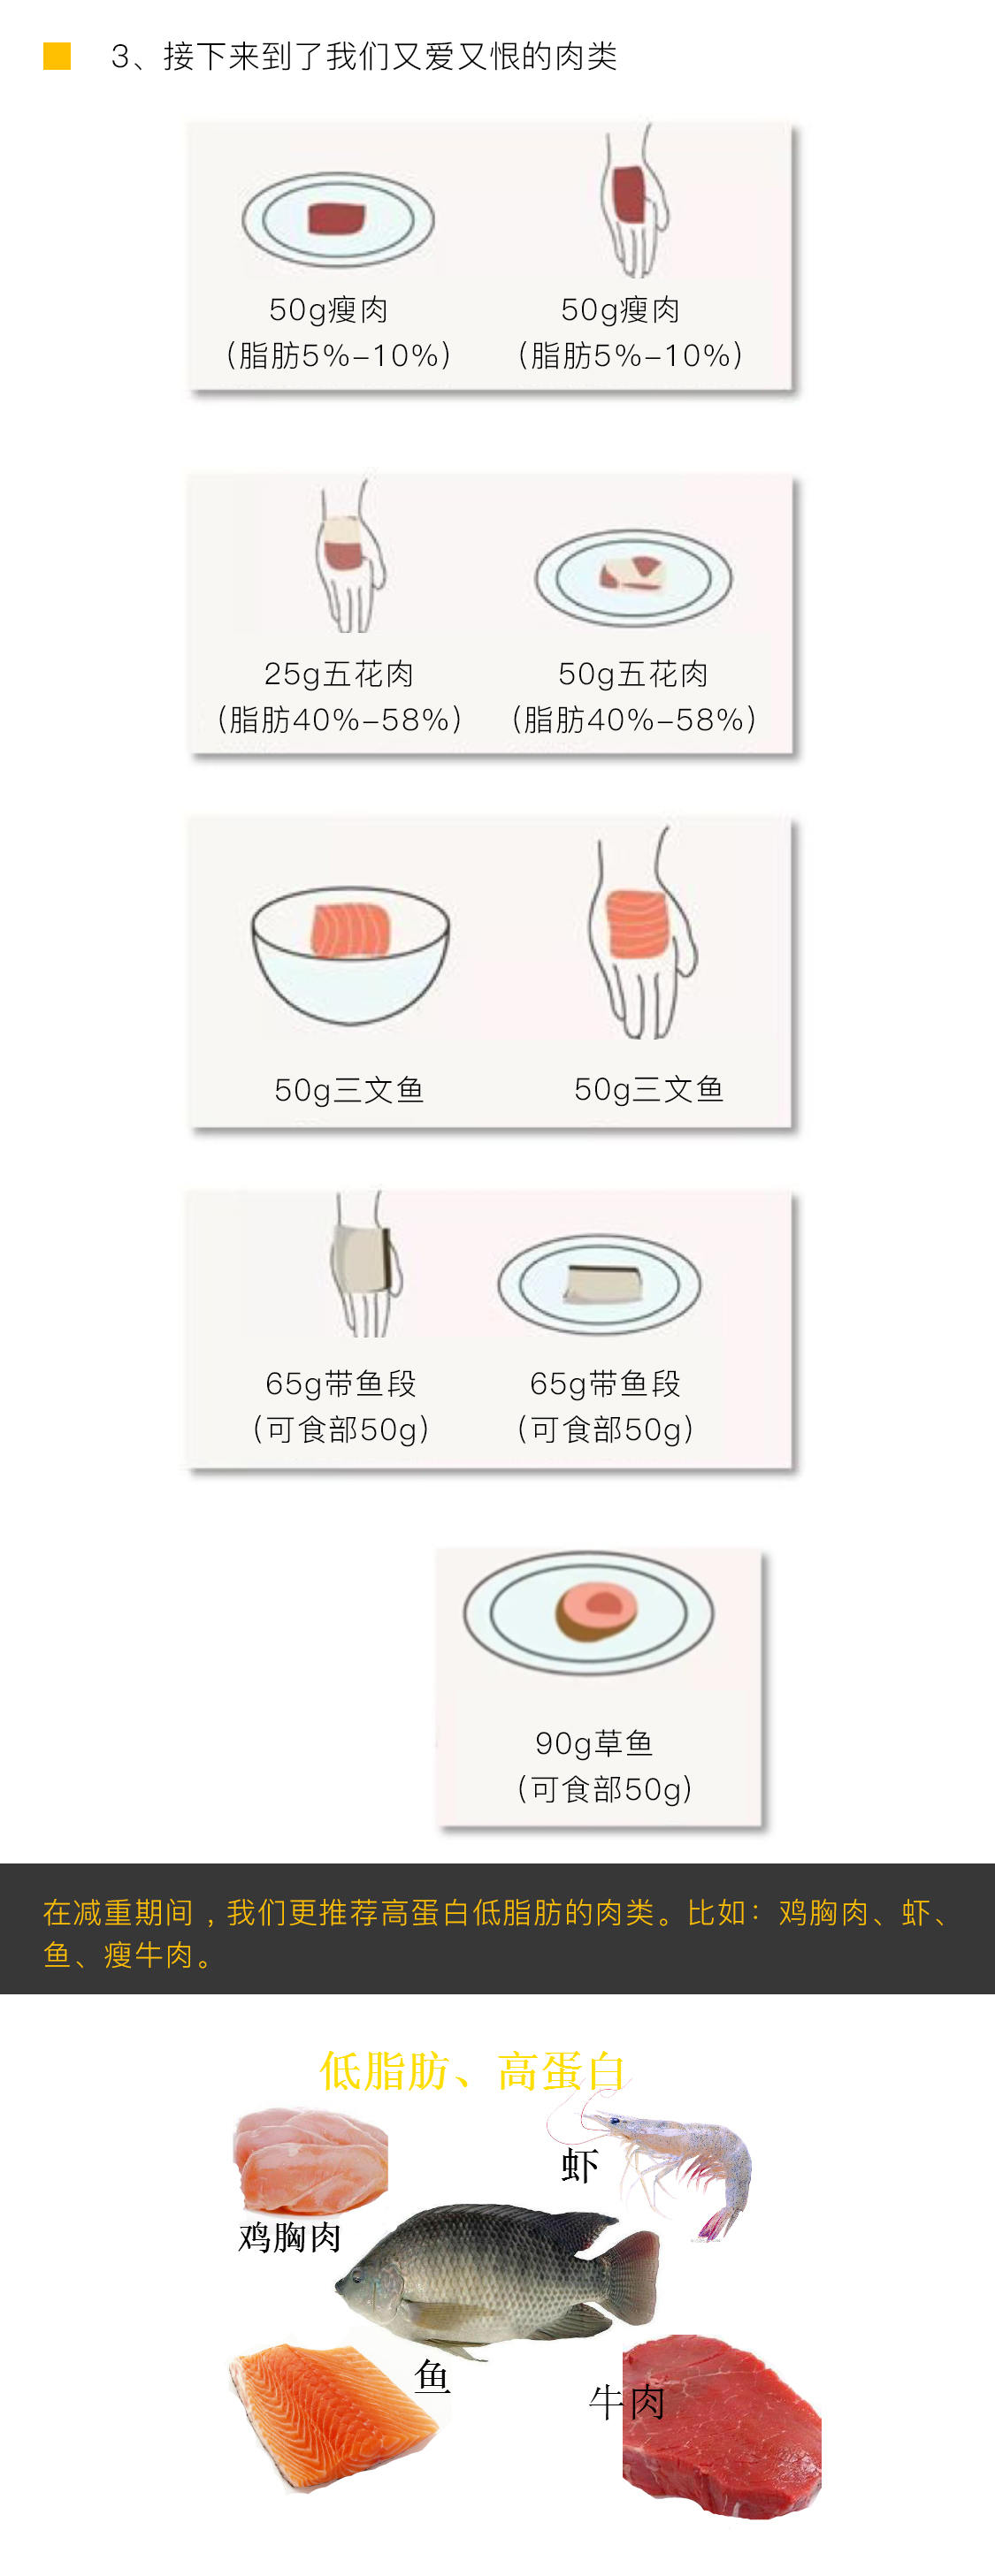 3、接下来到了我们又爱又恨的肉类
50g瘦肉
(脂肪5%-10%)
50g瘦肉
(脂肪5%-10%)
25g五花肉
(脂肪40%-58%)
50g五花肉
(脂肪40%-58%)
50g三文鱼
50g三文鱼
65g带鱼段
(可食部50g)
65g带鱼段
(可食部50g)
90g草鱼
(可食部50g)
在减重期间，我们更推荐高蛋白低脂肪的肉类。比如：鸡胸肉、虾、
鱼、瘦牛肉。
低脂肪、高蛋白
虾
鸡胸肉
鱼
牛肉